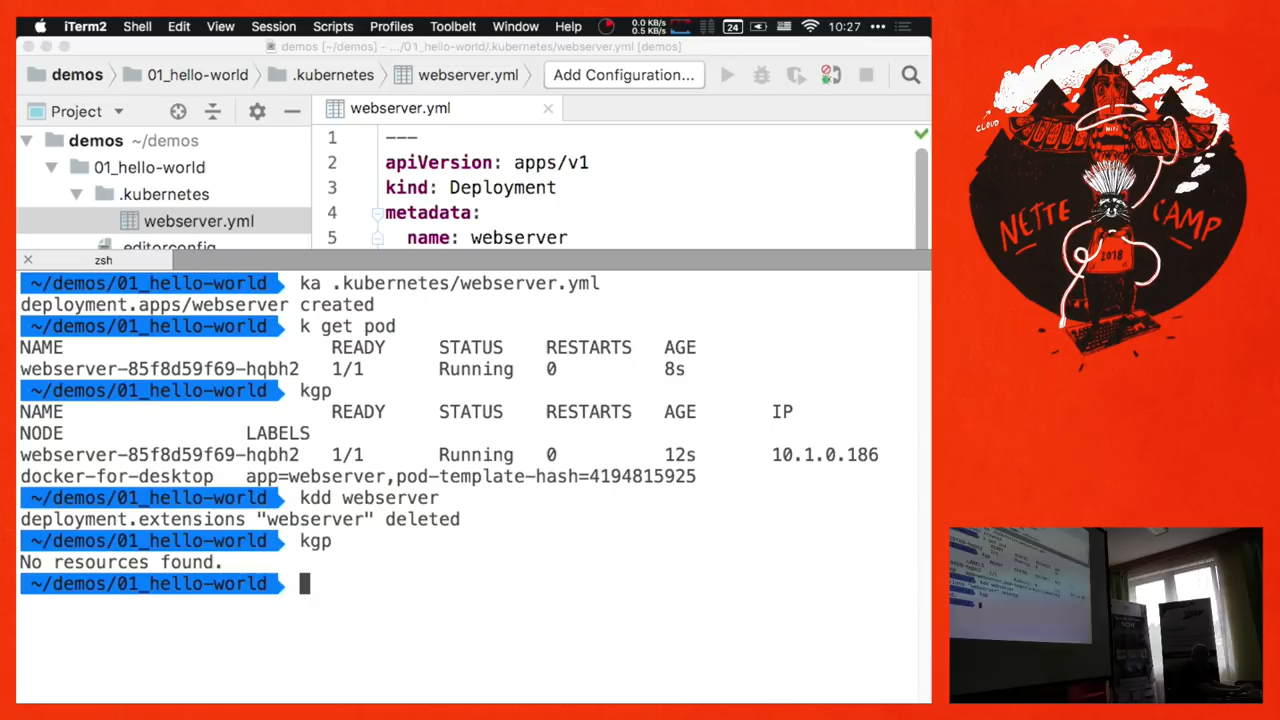 iTerm2 Shell Edit View Session Scripts Profiles Toolbelt Window Help 0.0 KB/s 0.5 KB/s 24 10:27
demos [~/demos] - .../01_hello-world/.kubernetes/webserver.yml [demos]
demos 01_hello-world .kubernetes webserver.yml Add Configuration...
Project webserver.yml
demos ~/demos
01_hello-world
.kubernetes
webserver.yml
.editorconfig
1 ---
2 apiVersion: apps/v1
3 kind: Deployment
4 metadata:
5 name: webserver
zsh
~/demos/01_hello-world ka .kubernetes/webserver.yml
deployment.apps/webserver created
~/demos/01_hello-world k get pod
NAME READY STATUS RESTARTS AGE
webserver-85f8d59f69-hqbh2 1/1 Running 0 8s
~/demos/01_hello-world kgp
NAME READY STATUS RESTARTS AGE IP
NODE LABELS
webserver-85f8d59f69-hqbh2 1/1 Running 0 12s 10.1.0.186
docker-for-desktop app=webserver,pod-template-hash=4194815925
~/demos/01_hello-world kdd webserver
deployment.extensions "webserver" deleted
~/demos/01_hello-world kgp
No resources found.
~/demos/01_hello-world
CLOUD
WiFi
NETTE CAMP
2018